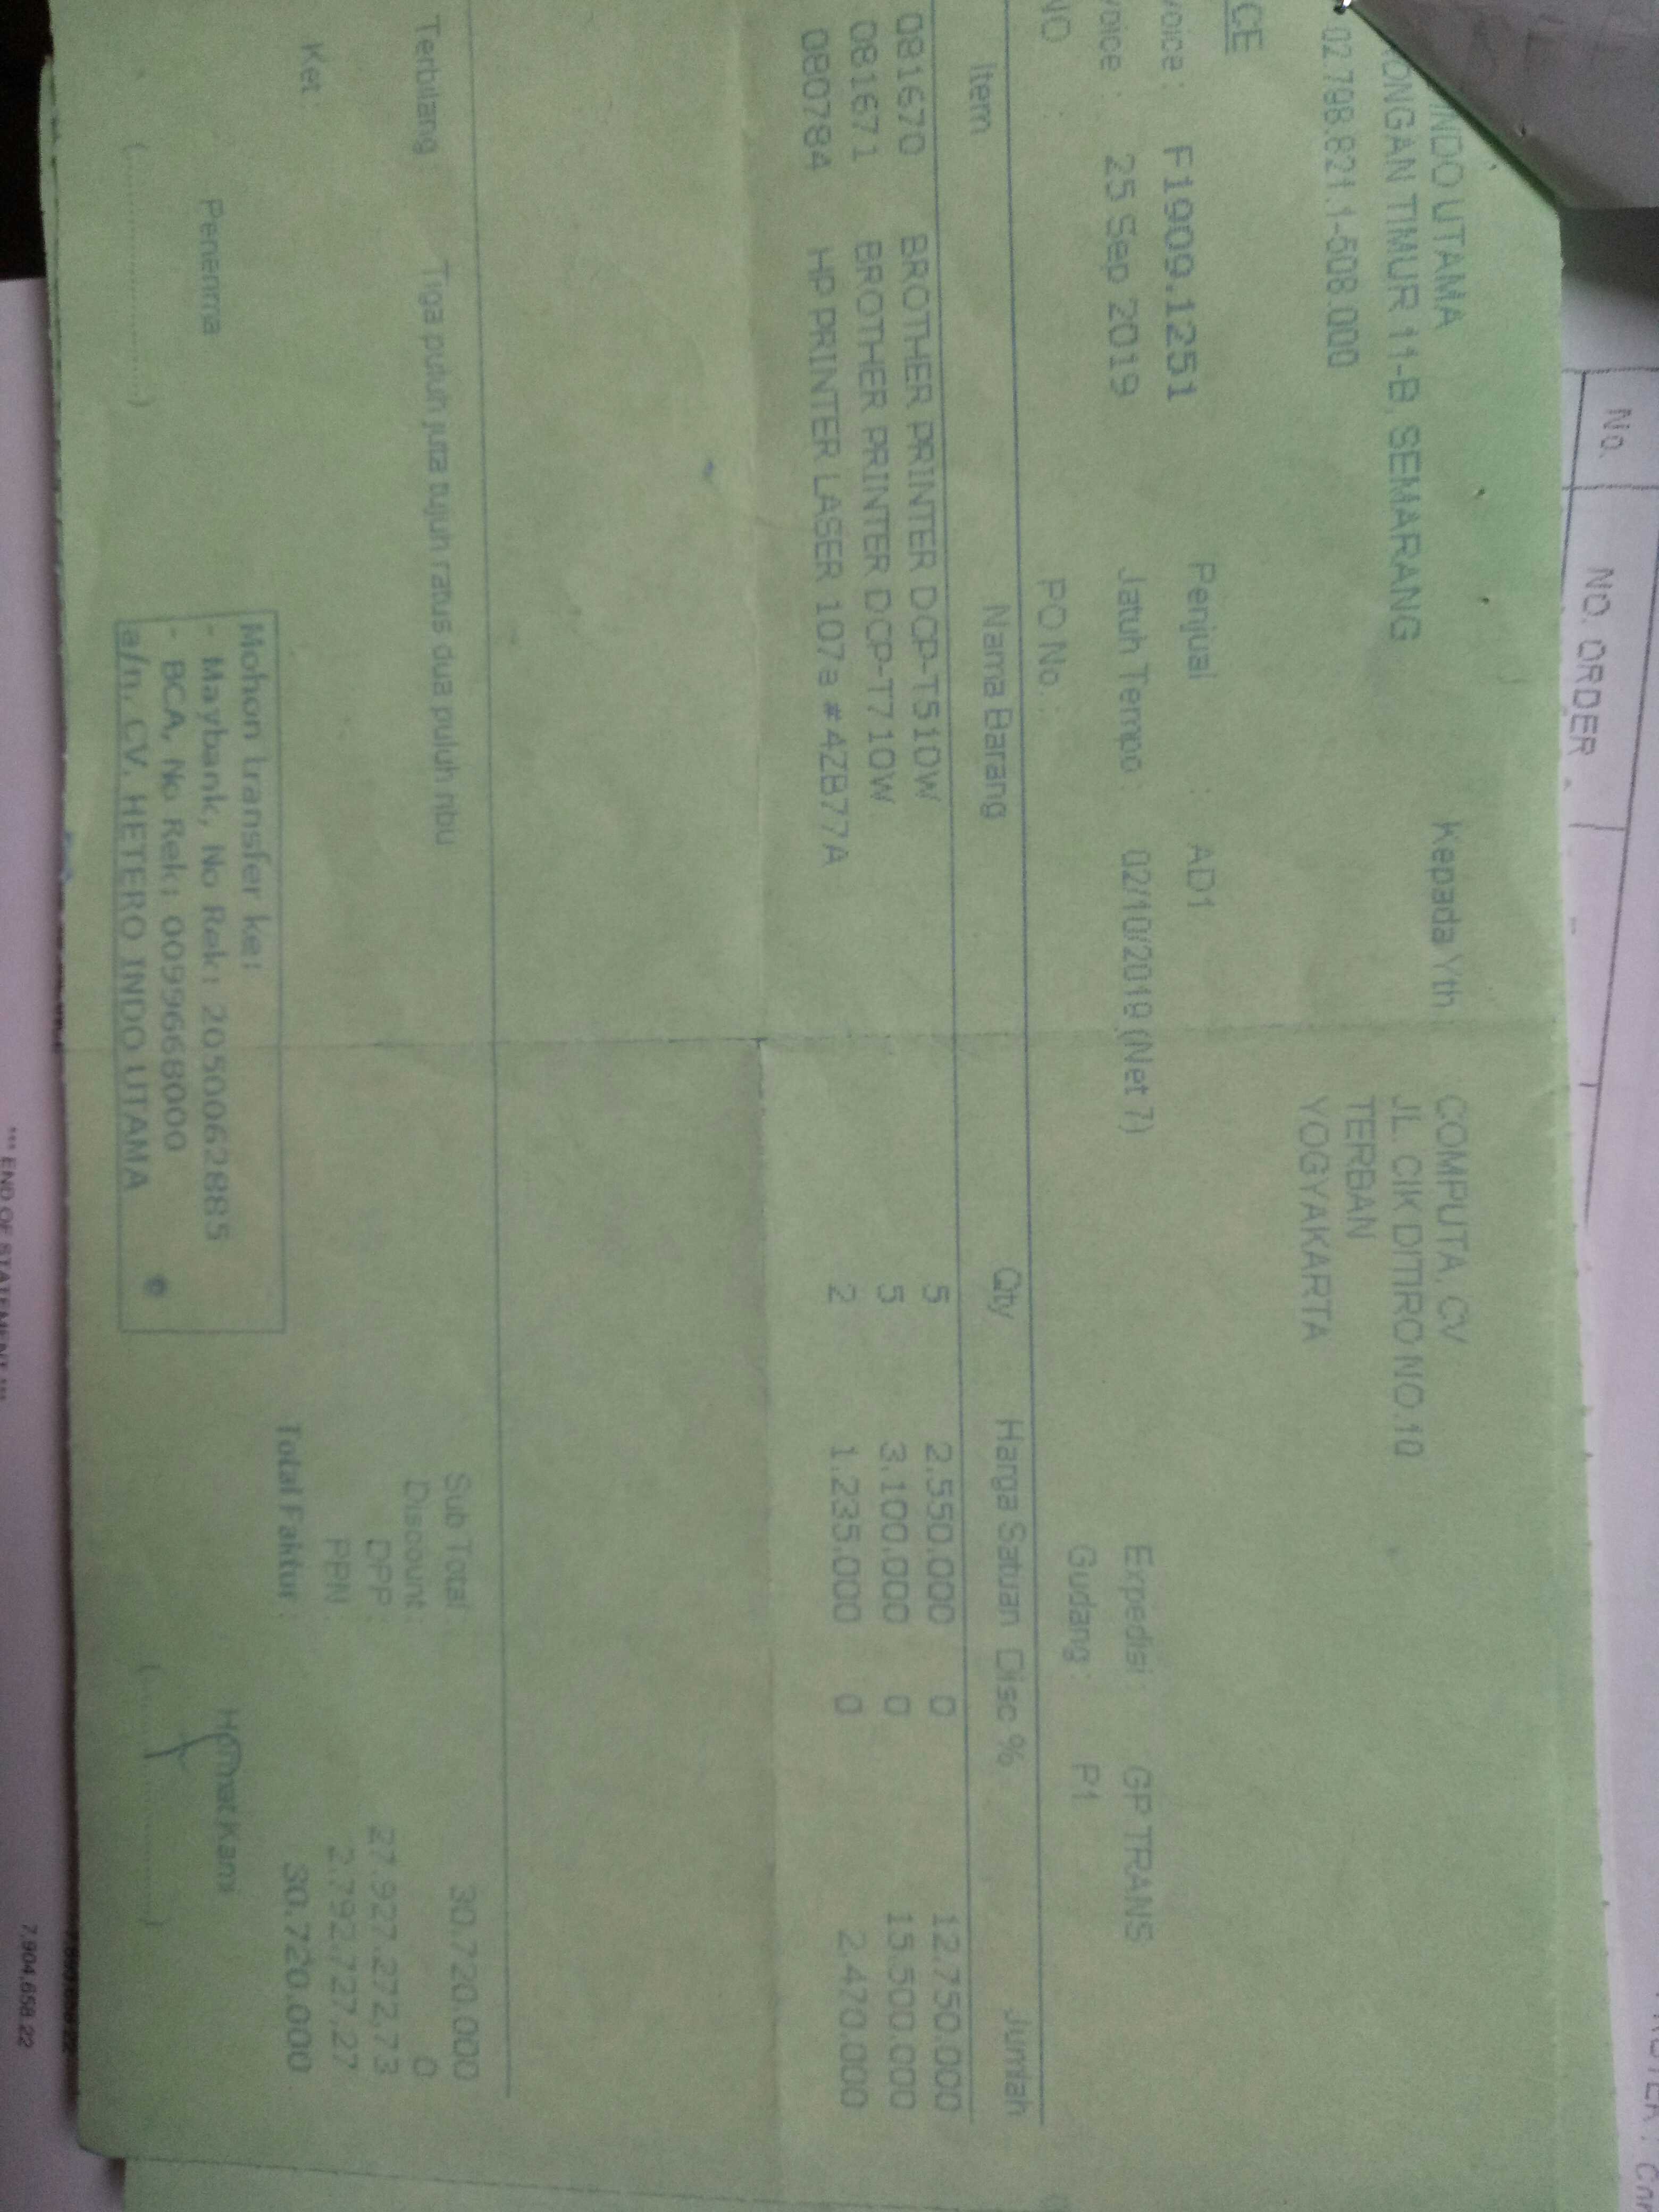 INDO UTAMA
ONGAN TIMUR 11-B, SEMARANG
02.798.821.1-508.000
Kepada Yth :
COMPUTA, CV
JL. CIK DITIRO NO.10
TERBAN
YOGYAKARTA
CE
voice : F1909.1251 Penjual : AD1
voice : 25 Sep 2019 Jatuh Tempo : 02/10/2019 (Net 7) Expedisi : GP TRANS
NO PO No. : Gudang : P1
Item Nama Barang Qty Harga Satuan Disc % Jumlah
081670 BROTHER PRINTER DCP-T510W 5 2.550.000 0 12.750.000
081671 BROTHER PRINTER DCP-T710W 5 3.100.000 0 15.500.000
080784 HP PRINTER LASER 107a #4ZB77A 2 1.235.000 0 2.470.000
Terbilang Tiga puluh juta tujuh ratus dua puluh ribu
Sub Total : 30.720.000
Discount : 0
DPP : 27.927.272,73
PPN : 2.792.727,27
Total Faktur : 30.720.000
Ket
Penerima
Hormat Kami
Mohon transfer ke:
- Maybank, No Rek: 2050062885
- BCA, No Rek: 0099668000
a/n. CV. HETERO INDO UTAMA
No.
NO. ORDER
*** END OF STATEMENT ***
7,904,658.22